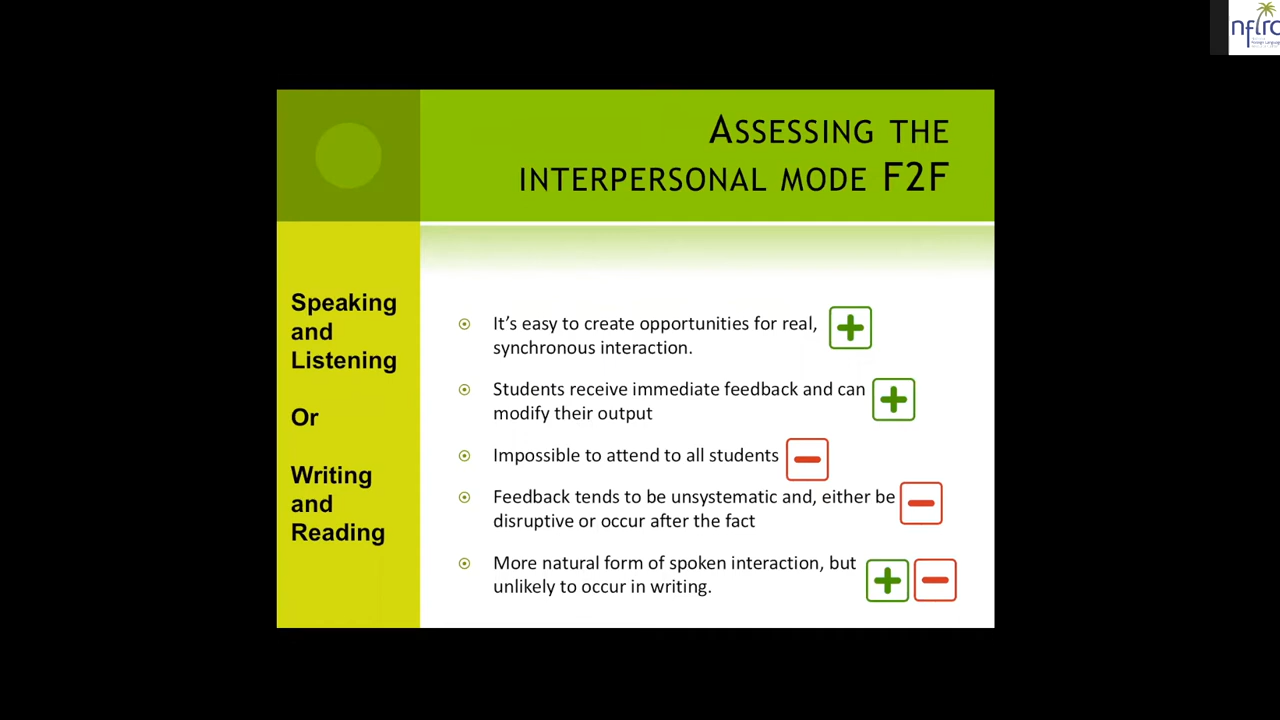 nflrc
ASSESSING THE
INTERPERSONAL MODE F2F
Speaking
and
Listening
Or
Writing
and
Reading
It's easy to create opportunities for real,
synchronous interaction.
Students receive immediate feedback and can
modify their output
Impossible to attend to all students
Feedback tends to be unsystematic and, either be
disruptive or occur after the fact
More natural form of spoken interaction, but
unlikely to occur in writing.